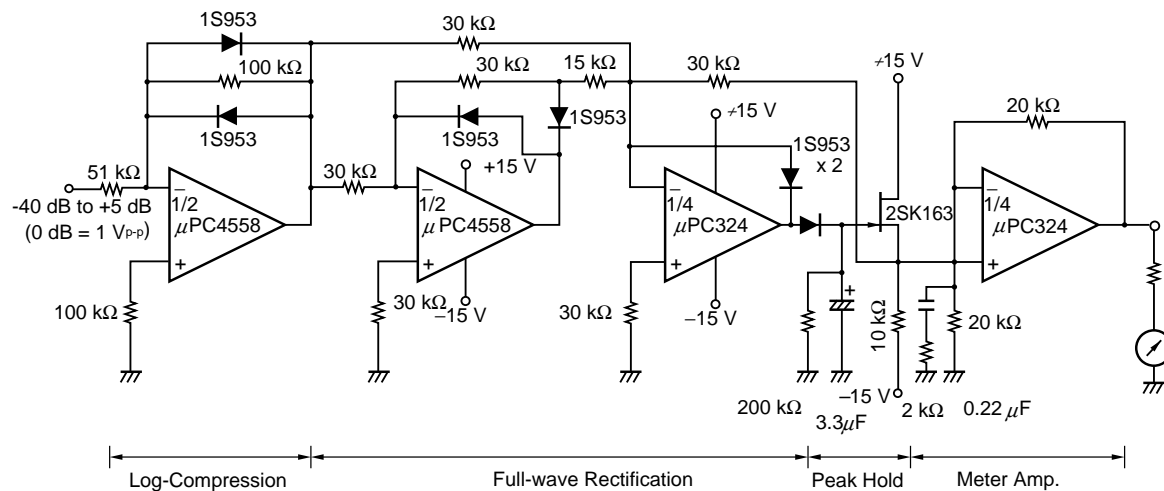 1S953
100 kΩ
1S953
51 kΩ
-40 dB to +5 dB
(0 dB = 1 Vp-p)
−
1/2
μPC4558
+
100 kΩ
30 kΩ
30 kΩ
15 kΩ
1S953
1S953
+15 V
30 kΩ
−
1/2
μPC4558
+
30 kΩ
−15 V
30 kΩ
≁15 V
1S953
x 2
−
1/4
μPC324
+
30 kΩ
−15 V
≁15 V
2SK163
+
200 kΩ
3.3μF
10 kΩ
−15 V
20 kΩ
−
1/4
μPC324
+
20 kΩ
2 kΩ
0.22 μF
Log-Compression
Full-wave Rectification
Peak Hold
Meter Amp.